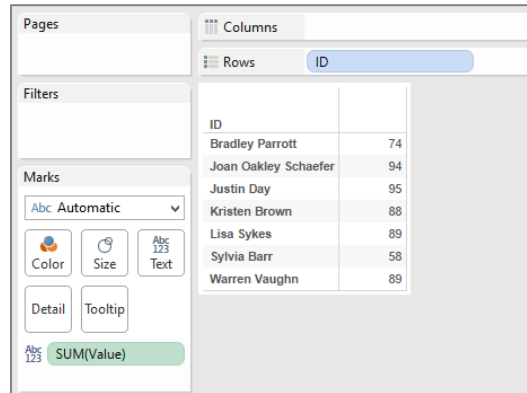 Pages
Columns
Rows ID
Filters
ID
Bradley Parrott 74
Joan Oakley Schaefer 94
Justin Day 95
Kristen Brown 88
Lisa Sykes 89
Sylvia Barr 58
Warren Vaughn 89
Marks
Abc Automatic
Color
Size
Abc
123
Text
Detail
Tooltip
Abc
123
SUM(Value)